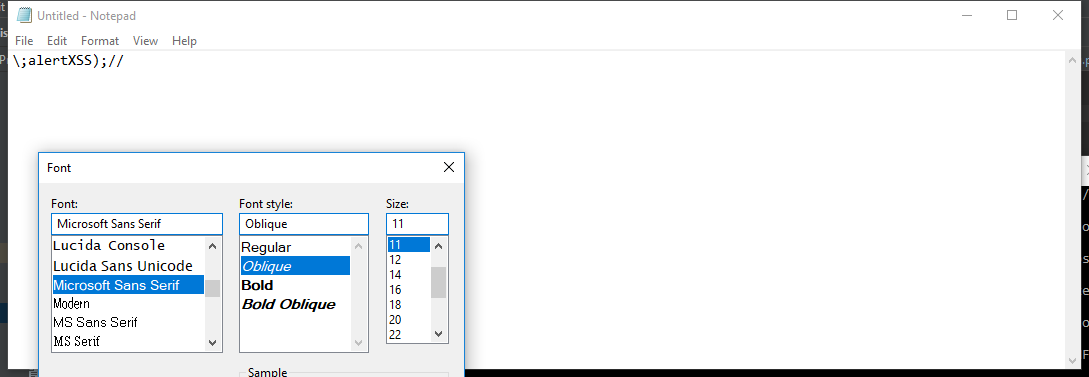 Untitled - Notepad
File Edit Format View Help
\;alertXSS);//
Font
Font: Font style: Size:
Microsoft Sans Serif Oblique 11
Lucida Console Regular 11
Lucida Sans Unicode Oblique 12
Microsoft Sans Serif Bold 14
Modern Bold Oblique 16
MS Sans Serif 18
MS Serif 20
22
Sample